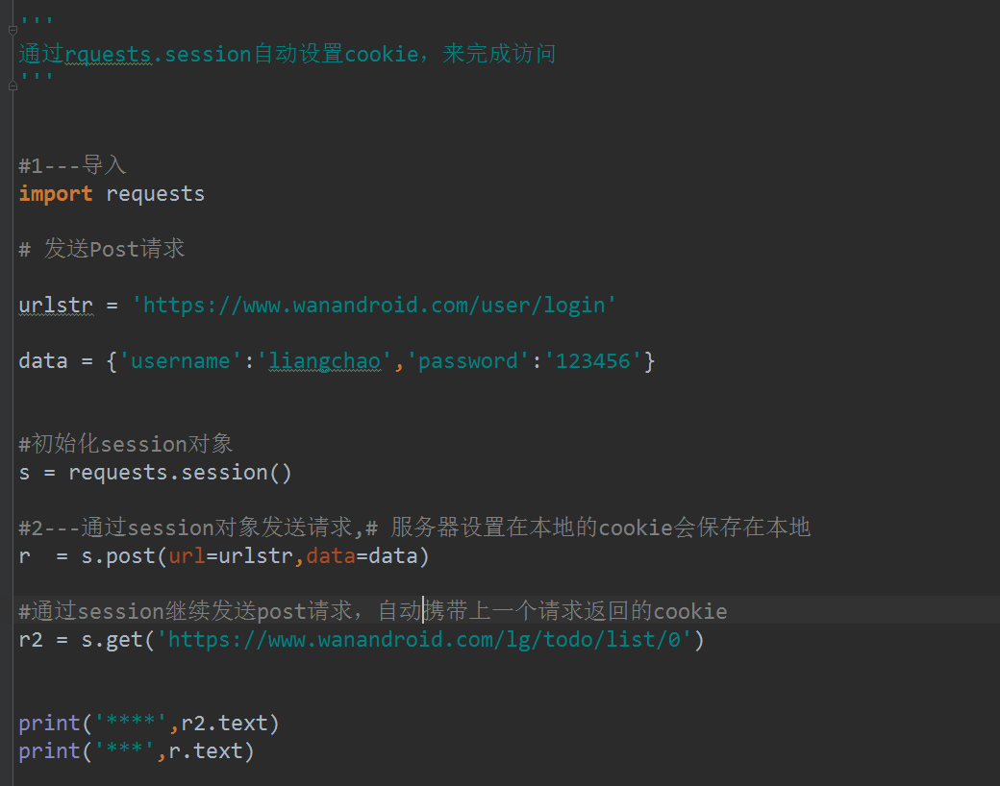 '''
通过rquests.session自动设置cookie，来完成访问
'''
#1---导入
import requests
# 发送Post请求
urlstr = 'https://www.wanandroid.com/user/login'
data = {'username':'liangchao','password':'123456'}
#初始化session对象
s = requests.session()
#2---通过session对象发送请求,# 服务器设置在本地的cookie会保存在本地
r  = s.post(url=urlstr,data=data)
#通过session继续发送post请求，自动携带上一个请求返回的cookie
r2 = s.get('https://www.wanandroid.com/lg/todo/list/0')
print('****',r2.text)
print('***',r.text)